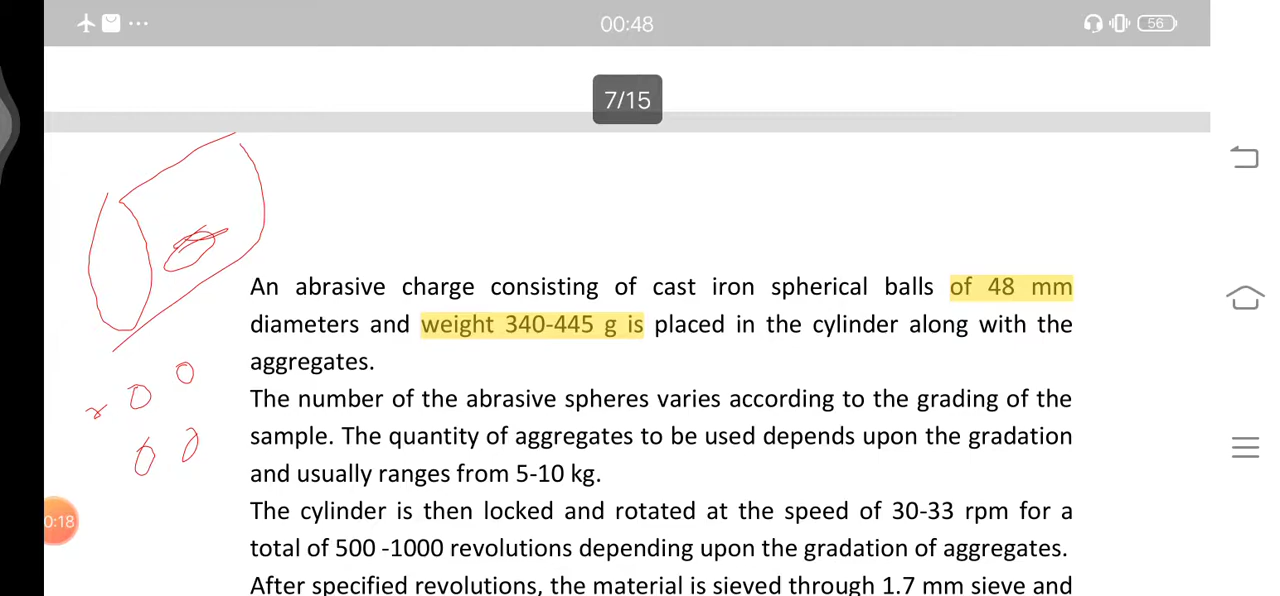 00:48
56
7/15
An abrasive charge consisting of cast iron spherical balls of 48 mm
diameters and weight 340-445 g is placed in the cylinder along with the
aggregates.
The number of the abrasive spheres varies according to the grading of the
sample. The quantity of aggregates to be used depends upon the gradation
and usually ranges from 5-10 kg.
The cylinder is then locked and rotated at the speed of 30-33 rpm for a
total of 500 -1000 revolutions depending upon the gradation of aggregates.
0:18
After specified revolutions, the material is sieved through 1.7 mm sieve and